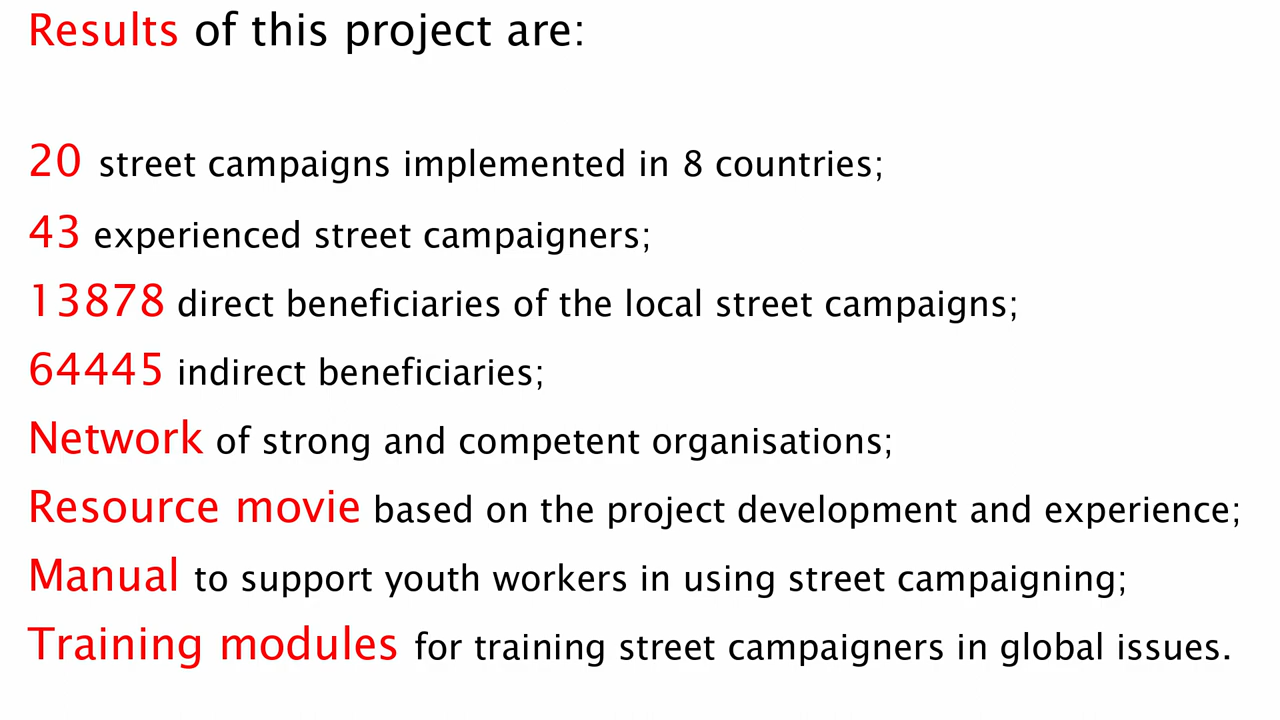 Results of this project are:
20 street campaigns implemented in 8 countries;
43 experienced street campaigners;
13878 direct beneficiaries of the local street campaigns;
64445 indirect beneficiaries;
Network of strong and competent organisations;
Resource movie based on the project development and experience;
Manual to support youth workers in using street campaigning;
Training modules for training street campaigners in global issues.